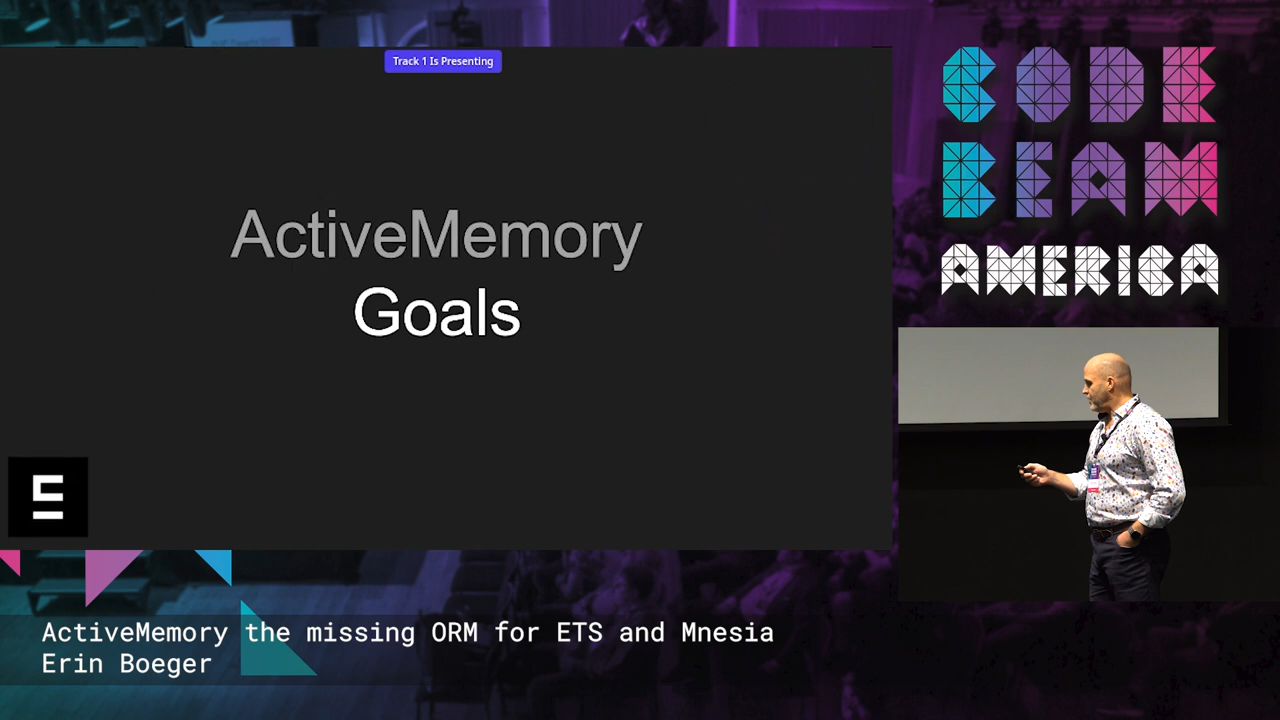 Track 1 Is Presenting
ActiveMemory
Goals
CODE
BEAM
AMERICA
ActiveMemory the missing ORM for ETS and Mnesia
Erin Boeger